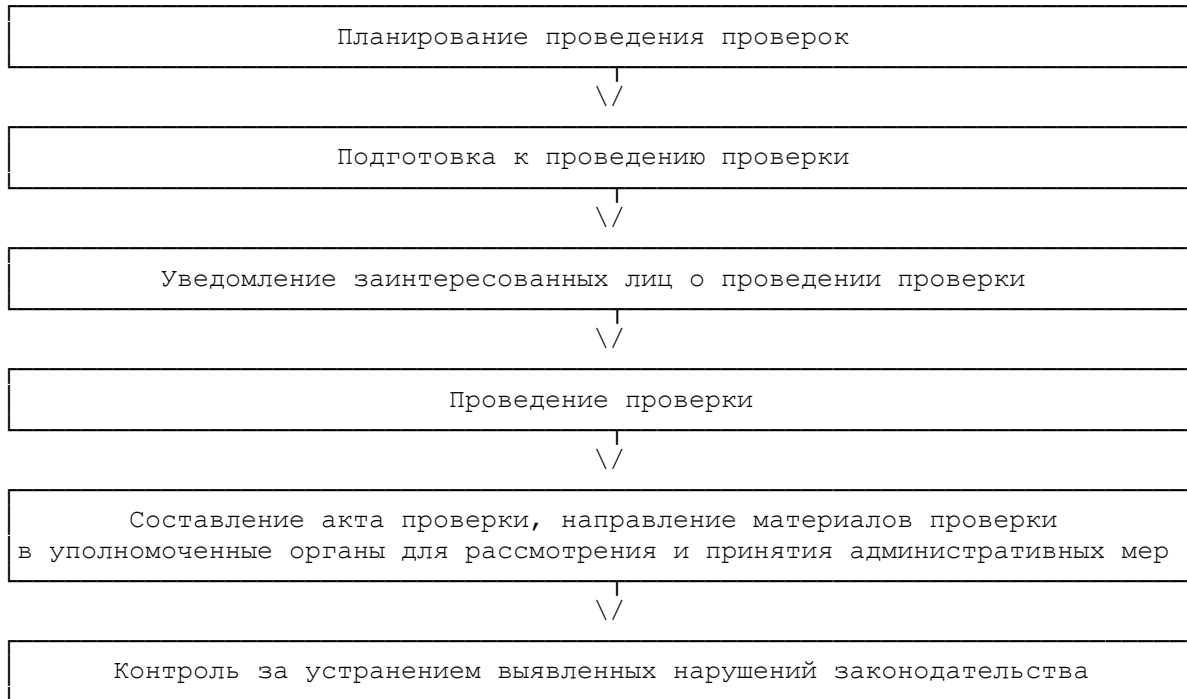 Планирование проведения проверок
\/
Подготовка к проведению проверки
\/
Уведомление заинтересованных лиц о проведении проверки
\/
Проведение проверки
\/
Составление акта проверки, направление материалов проверки
в уполномоченные органы для рассмотрения и принятия административных мер
\/
Контроль за устранением выявленных нарушений законодательства